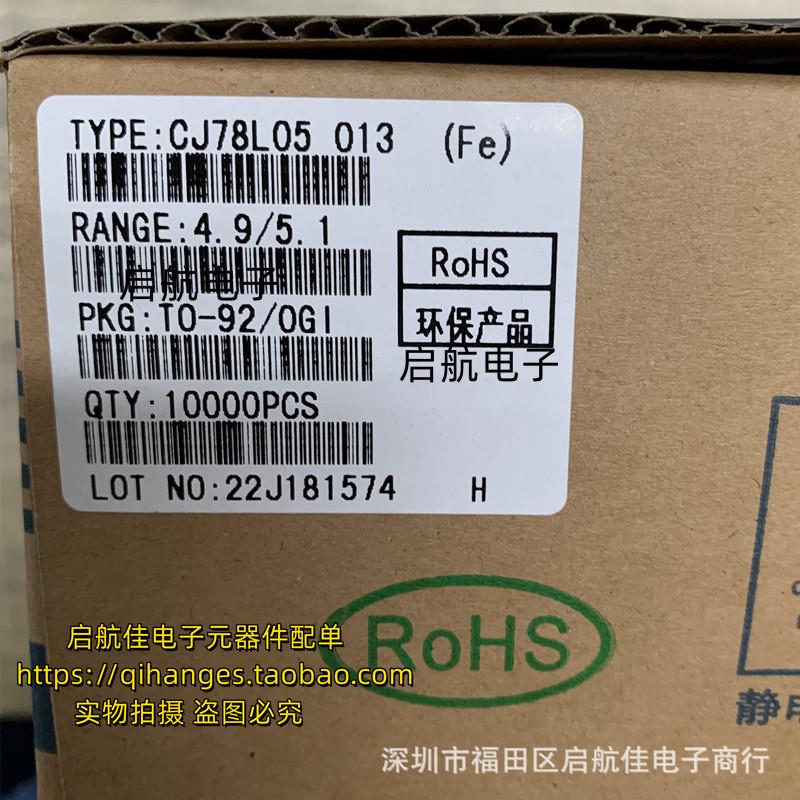 TYPE:CJ78L05 013 (Fe)
RANGE:4.9/5.1
RoHS
启航电子
PKG:TO-92/0GI
环保产品
启航电子
QTY:10000PCS
LOT NO:22J181574 H
RoHS
启航佳电子元器件配单
https://qihanges.taobao.com
实物拍摄 盗图必究
静
深圳市福田区启航佳电子商行